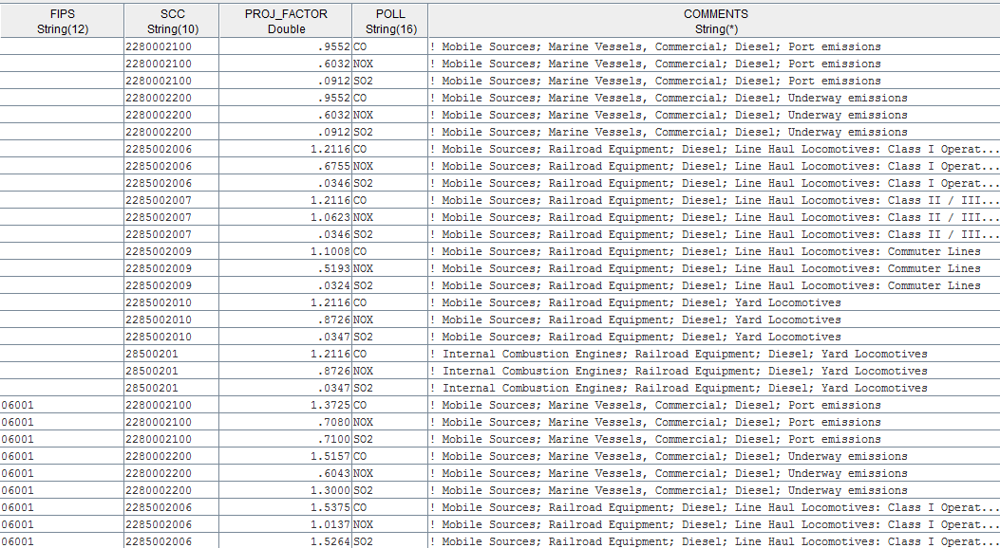 FIPS SCC PROJ_FACTOR POLL COMMENTS
String(12) String(10) Double String(16) String(*)
2280002100 .9552 CO ! Mobile Sources; Marine Vessels, Commercial; Diesel; Port emissions
2280002100 .6032 NOX ! Mobile Sources; Marine Vessels, Commercial; Diesel; Port emissions
2280002100 .0912 SO2 ! Mobile Sources; Marine Vessels, Commercial; Diesel; Port emissions
2280002200 .9552 CO ! Mobile Sources; Marine Vessels, Commercial; Diesel; Underway emissions
2280002200 .6032 NOX ! Mobile Sources; Marine Vessels, Commercial; Diesel; Underway emissions
2280002200 .0912 SO2 ! Mobile Sources; Marine Vessels, Commercial; Diesel; Underway emissions
2285002006 1.2116 CO ! Mobile Sources; Railroad Equipment; Diesel; Line Haul Locomotives: Class I Operat...
2285002006 .6755 NOX ! Mobile Sources; Railroad Equipment; Diesel; Line Haul Locomotives: Class I Operat...
2285002006 .0346 SO2 ! Mobile Sources; Railroad Equipment; Diesel; Line Haul Locomotives: Class I Operat...
2285002007 1.2116 CO ! Mobile Sources; Railroad Equipment; Diesel; Line Haul Locomotives: Class II / III...
2285002007 1.0623 NOX ! Mobile Sources; Railroad Equipment; Diesel; Line Haul Locomotives: Class II / III...
2285002007 .0346 SO2 ! Mobile Sources; Railroad Equipment; Diesel; Line Haul Locomotives: Class II / III...
2285002009 1.1008 CO ! Mobile Sources; Railroad Equipment; Diesel; Line Haul Locomotives: Commuter Lines
2285002009 .5193 NOX ! Mobile Sources; Railroad Equipment; Diesel; Line Haul Locomotives: Commuter Lines
2285002009 .0324 SO2 ! Mobile Sources; Railroad Equipment; Diesel; Line Haul Locomotives: Commuter Lines
2285002010 1.2116 CO ! Mobile Sources; Railroad Equipment; Diesel; Yard Locomotives
2285002010 .8726 NOX ! Mobile Sources; Railroad Equipment; Diesel; Yard Locomotives
2285002010 .0347 SO2 ! Mobile Sources; Railroad Equipment; Diesel; Yard Locomotives
28500201 1.2116 CO ! Internal Combustion Engines; Railroad Equipment; Diesel; Yard Locomotives
28500201 .8726 NOX ! Internal Combustion Engines; Railroad Equipment; Diesel; Yard Locomotives
28500201 .0347 SO2 ! Internal Combustion Engines; Railroad Equipment; Diesel; Yard Locomotives
06001 2280002100 1.3725 CO ! Mobile Sources; Marine Vessels, Commercial; Diesel; Port emissions
06001 2280002100 .7080 NOX ! Mobile Sources; Marine Vessels, Commercial; Diesel; Port emissions
06001 2280002100 .7100 SO2 ! Mobile Sources; Marine Vessels, Commercial; Diesel; Port emissions
06001 2280002200 1.5157 CO ! Mobile Sources; Marine Vessels, Commercial; Diesel; Underway emissions
06001 2280002200 .6043 NOX ! Mobile Sources; Marine Vessels, Commercial; Diesel; Underway emissions
06001 2280002200 1.3000 SO2 ! Mobile Sources; Marine Vessels, Commercial; Diesel; Underway emissions
06001 2285002006 1.5375 CO ! Mobile Sources; Railroad Equipment; Diesel; Line Haul Locomotives: Class I Operat...
06001 2285002006 1.0137 NOX ! Mobile Sources; Railroad Equipment; Diesel; Line Haul Locomotives: Class I Operat...
06001 2285002006 1.5264 SO2 ! Mobile Sources; Railroad Equipment; Diesel; Line Haul Locomotives: Class I Operat...